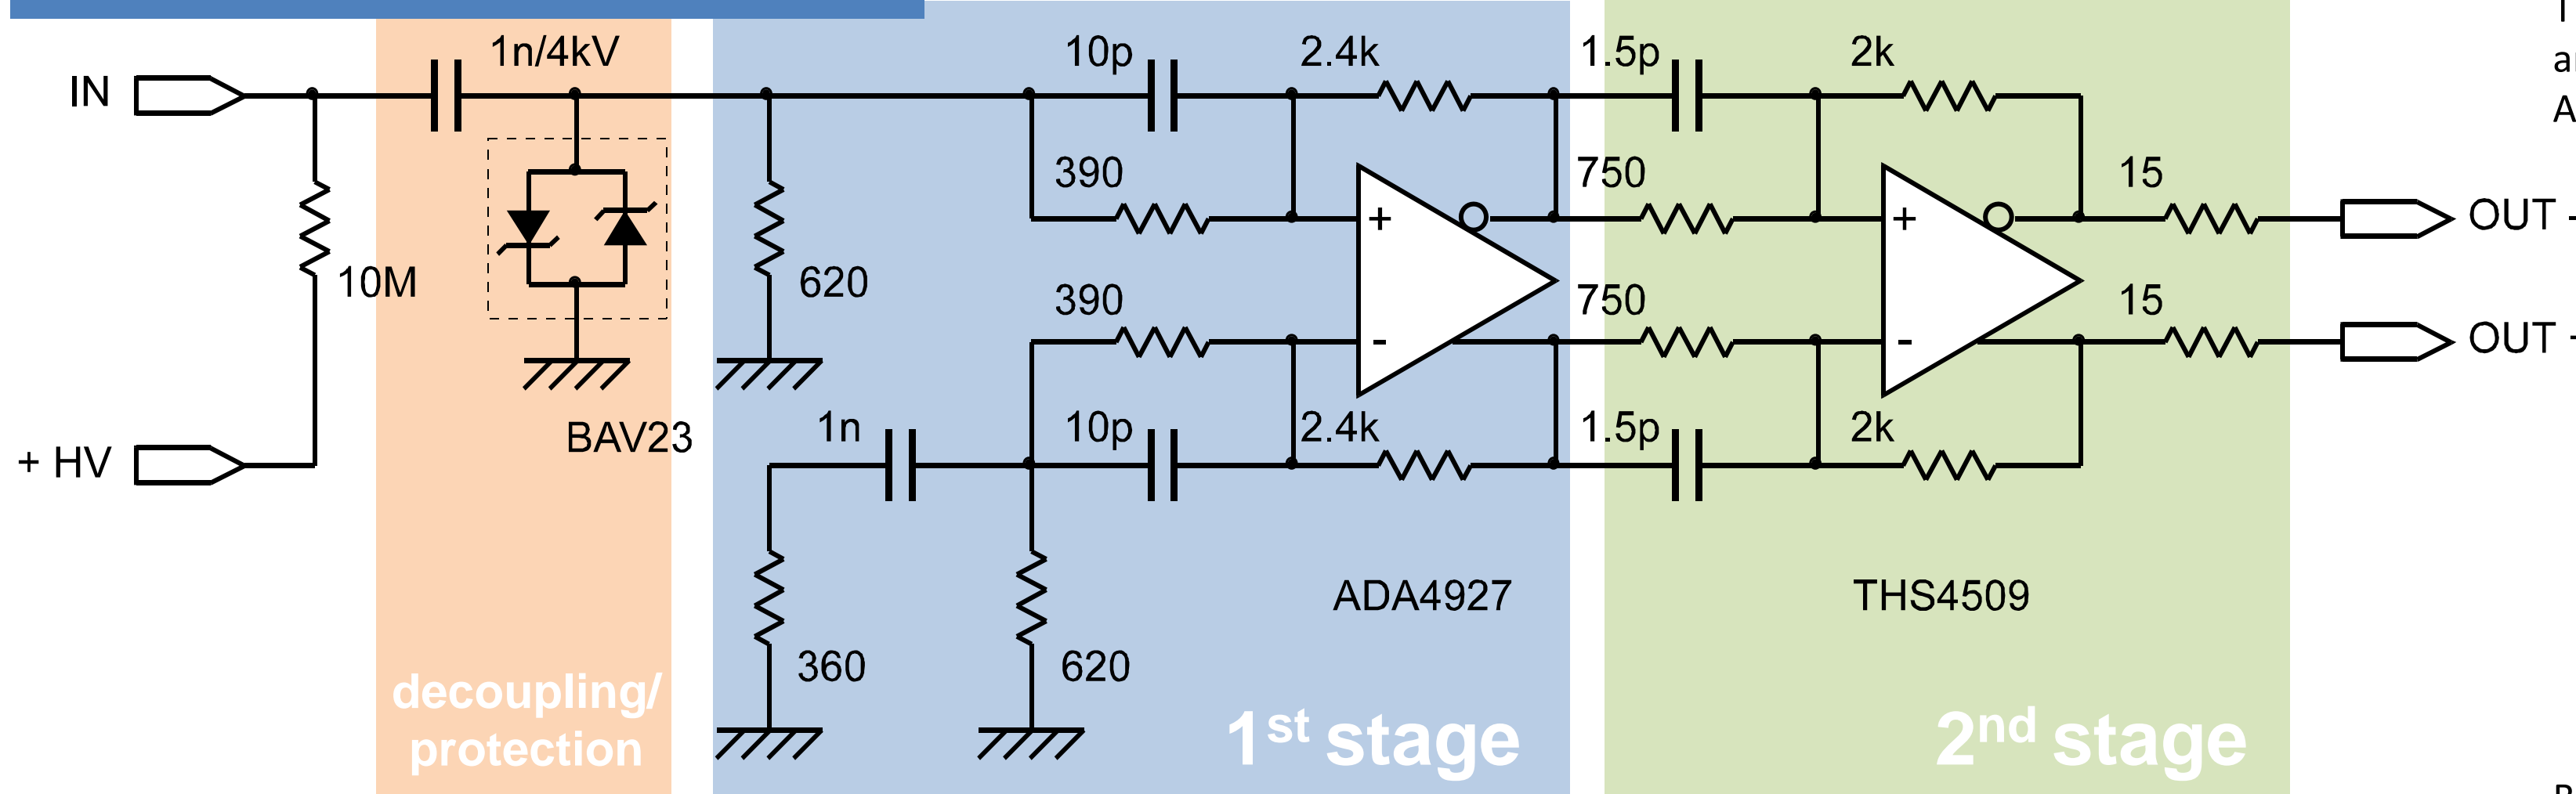 1n/4kV 10p 2.4k 1.5p 2k
IN
390 750 15
+ - OUT -
+ + OUT
10M 620 390 750 15
- -
BAV23 1n 10p 2.4k 1.5p 2k
+ HV
ADA4927 THS4509
360 620
decoupling/
protection
1st stage 2nd stage